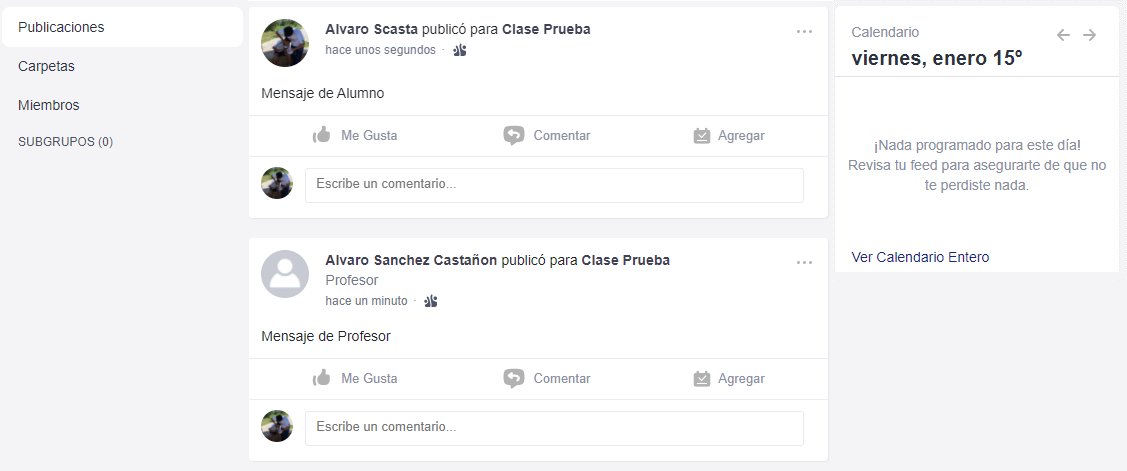 Publicaciones
Carpetas
Miembros
SUBGRUPOS (0)
Alvaro Scasta publicó para Clase Prueba
hace unos segundos ·
Mensaje de Alumno
Me Gusta
Comentar
Agregar
Escribe un comentario...
Alvaro Sanchez Castañon publicó para Clase Prueba
Profesor
hace un minuto ·
Mensaje de Profesor
Me Gusta
Comentar
Agregar
Escribe un comentario...
Calendario
viernes, enero 15º
¡Nada programado para este día!
Revisa tu feed para asegurarte de que no
te perdiste nada.
Ver Calendario Entero